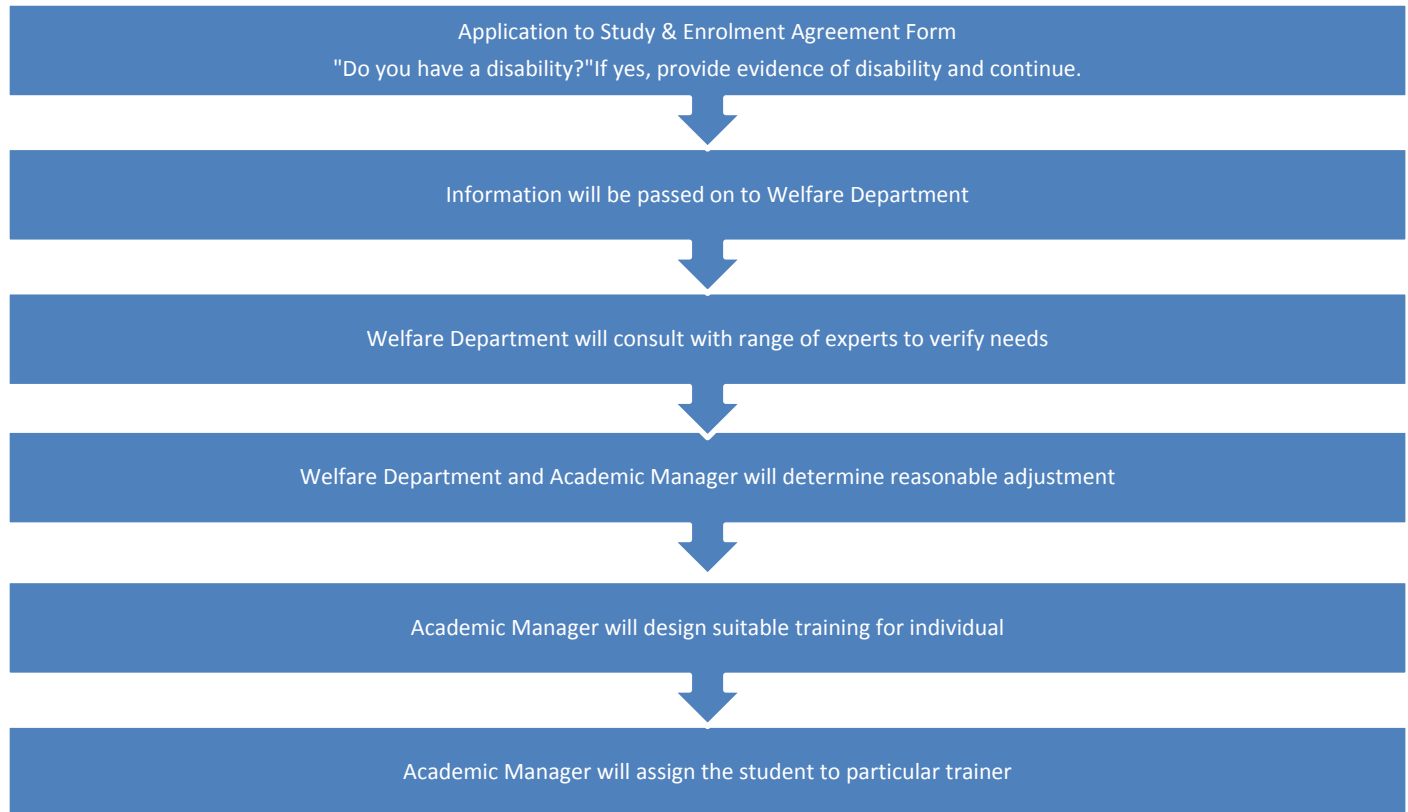 Application to Study & Enrolment Agreement Form
"Do you have a disability?"If yes, provide evidence of disability and continue.
Information will be passed on to Welfare Department
Welfare Department will consult with range of experts to verify needs
Welfare Department and Academic Manager will determine reasonable adjustment
Academic Manager will design suitable training for individual
Academic Manager will assign the student to particular trainer